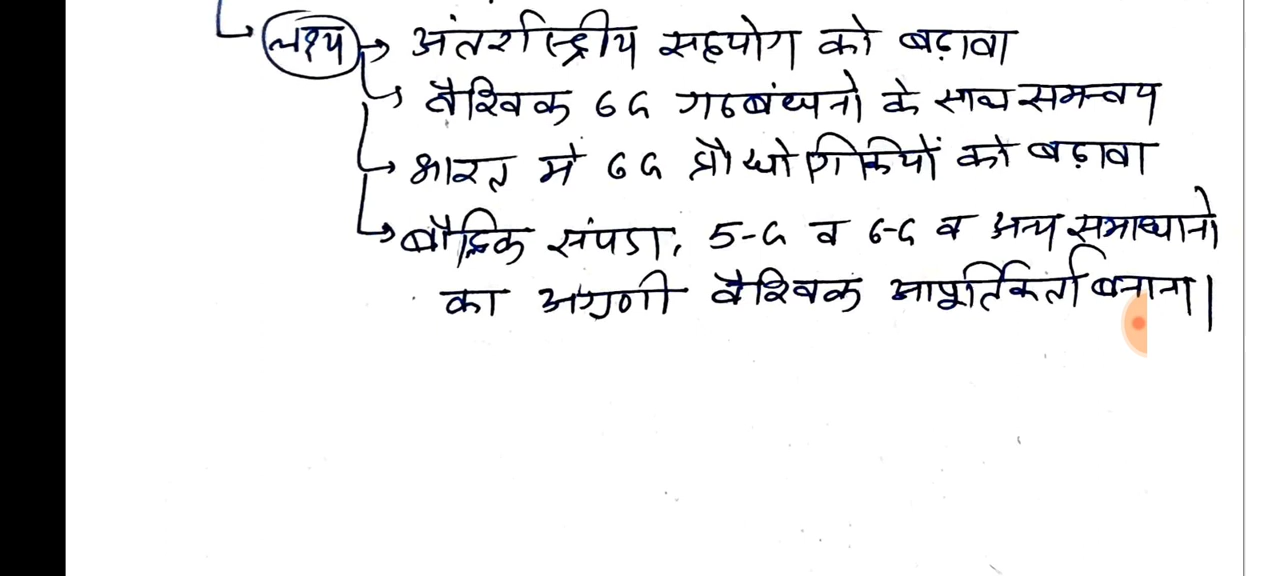 लक्ष्य → अंतर्राष्ट्रीय सहयोग को बढ़ावा
वैश्विक 6G गठबंधनो के साथ समन्वय
भारत मे 6G प्रौद्योगिकियों को बढ़ावा
बौद्धिक संपदा, 5-G व 6-G व अन्य समाधानो
का अग्रणी वैश्विक आपूर्तिकर्ता बनाना।